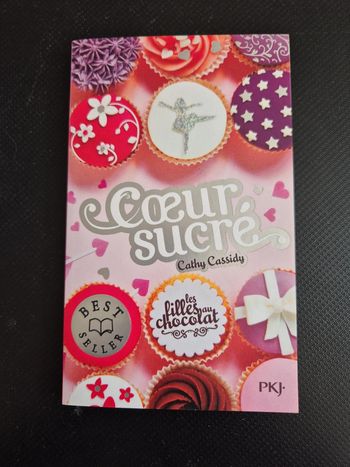 Cœur
sucré
Cathy Cassidy
BEST
SELLER
les
filles au
chocolat
PKJ·